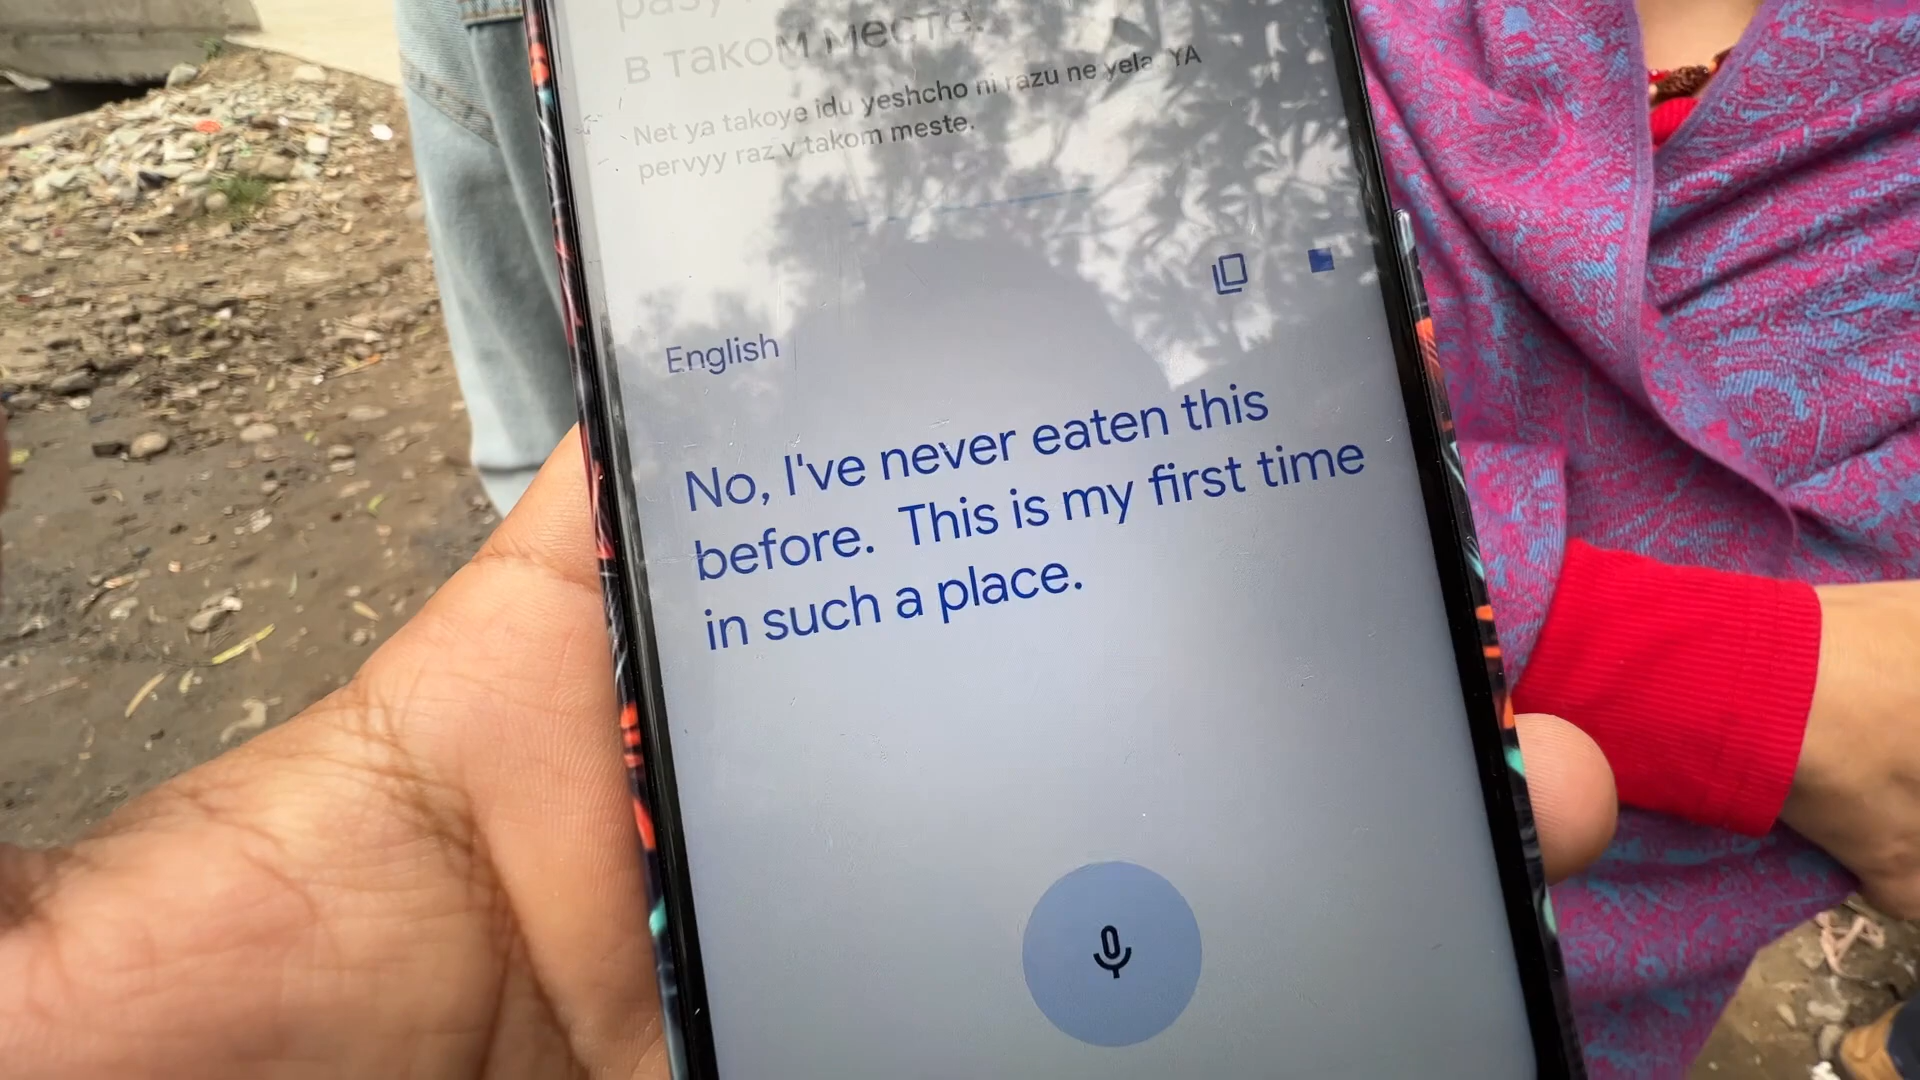 разу
в таком месте.
Net ya takoye idu yeshcho ni razu ne yela YA
pervyy raz v takom meste.
English
No, I've never eaten this
before. This is my first time
in such a place.